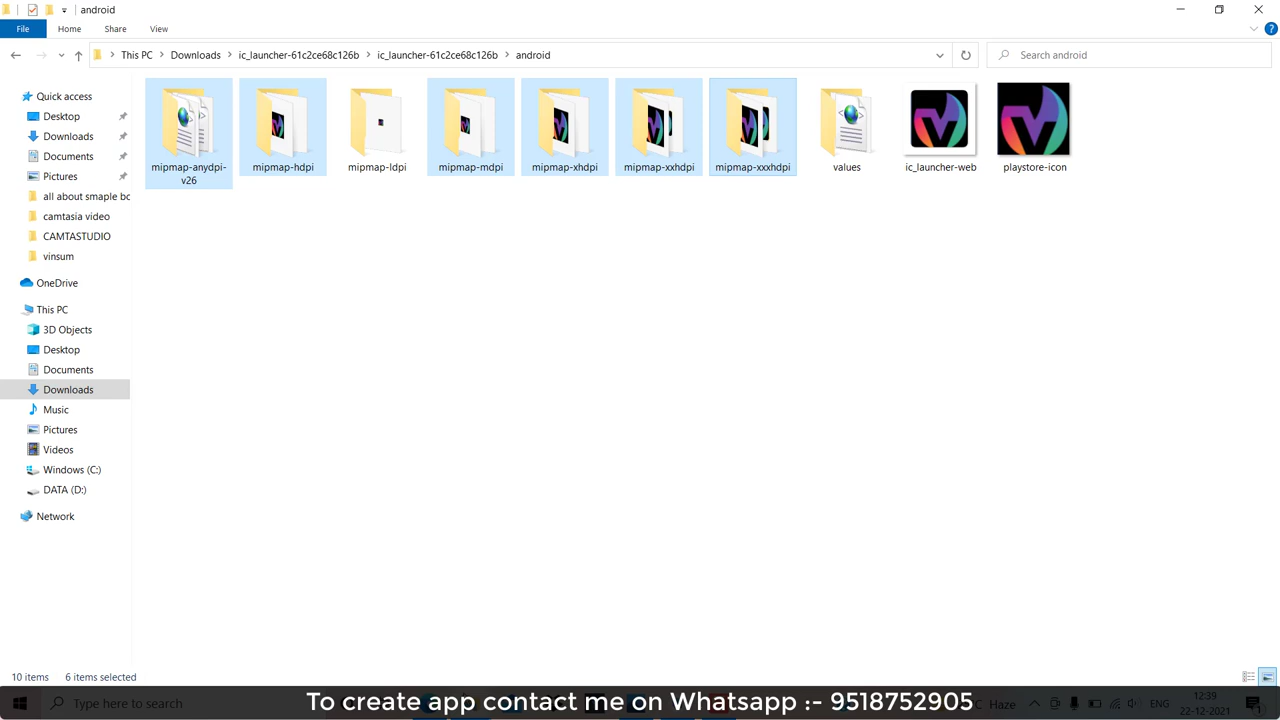 android
File
Home
Share
View
This PC
Downloads
ic_launcher-61c2ce68c126b
ic_launcher-61c2ce68c126b
android
Search android
Quick access
Desktop
Downloads
Documents
Pictures
all about smaple bo
camtasia video
CAMTASTUDIO
vinsum
OneDrive
This PC
3D Objects
Desktop
Documents
Downloads
Music
Pictures
Videos
Windows (C:)
DATA (D:)
Network
mipmap-anydpi-
v26
mipmap-hdpi
mipmap-ldpi
mipmap-mdpi
mipmap-xhdpi
mipmap-xxhdpi
mipmap-xxxhdpi
values
ic_launcher-web
playstore-icon
10 items
6 items selected
Type here to search
To create app contact me on Whatsapp :- 9518752905
C Haze
ENG
12:39
22-12-2021